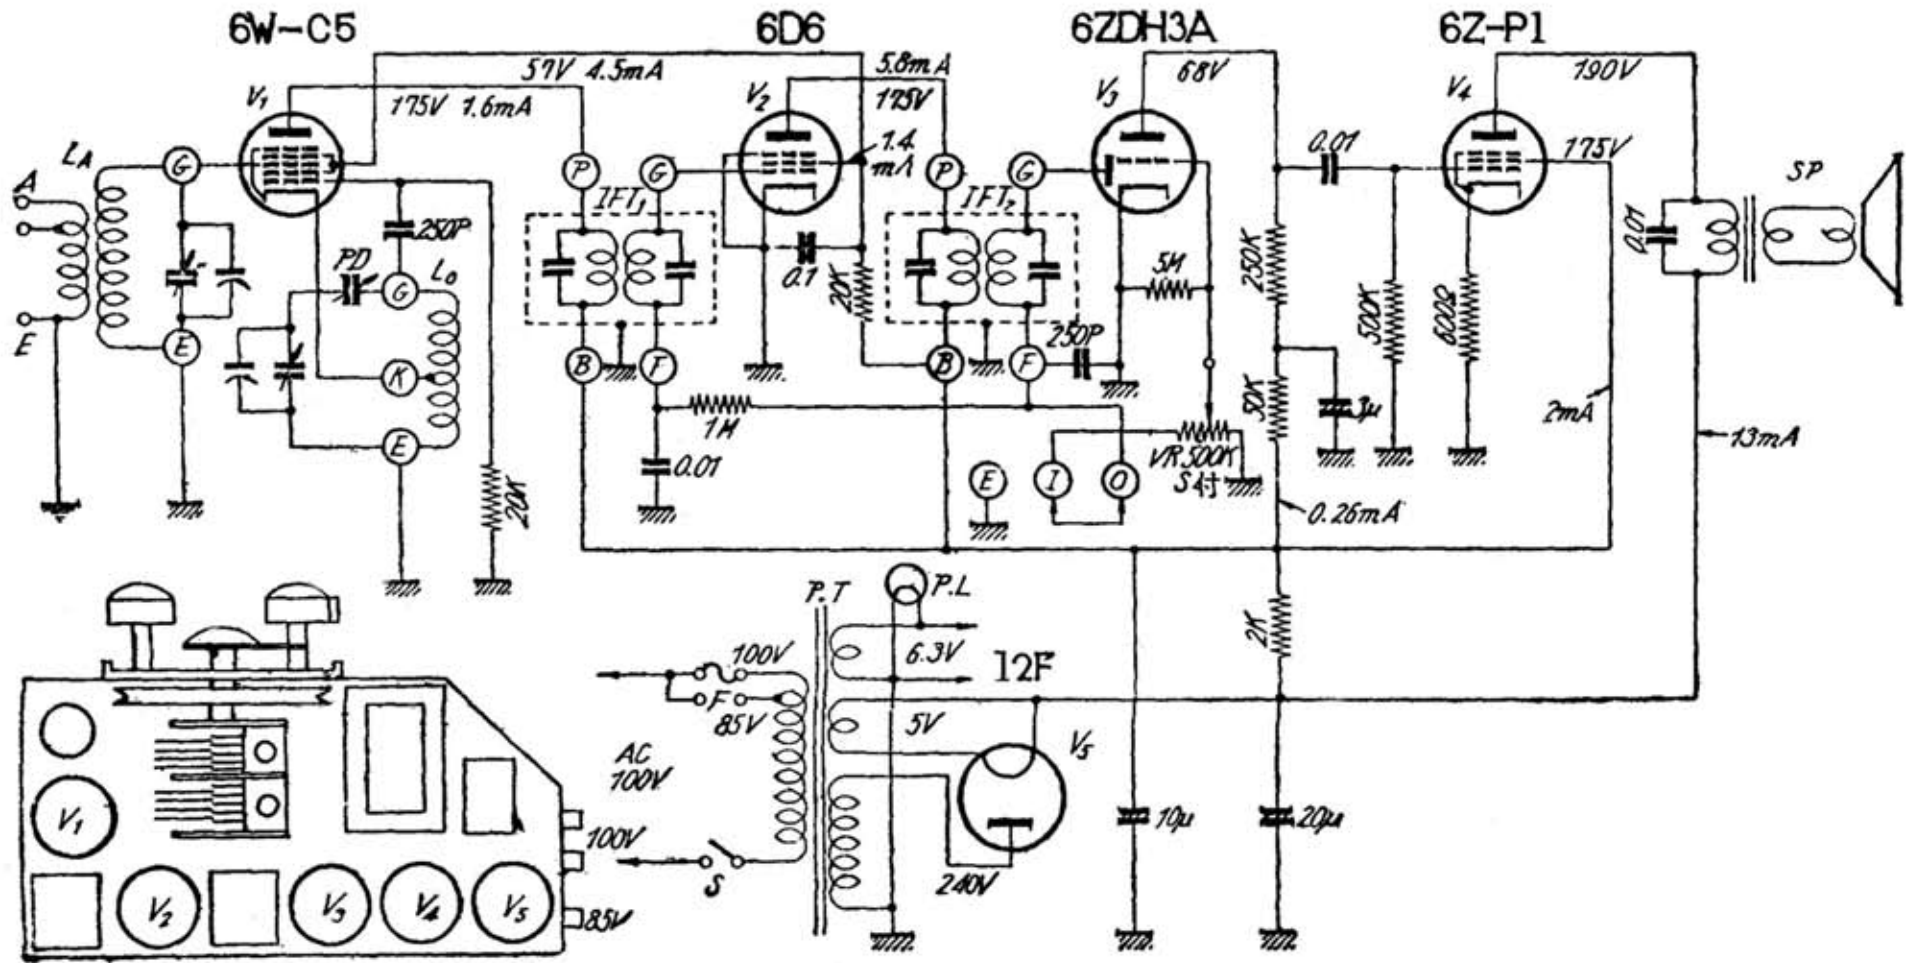 6W-C5
6D6
6ZDH3A
6Z-P1
57V 4.5mA
5.8mA
68V
190V
175V 1.6mA
175V
V1
V2
V3
V4
LA
A
E
G
E
250P
PD
G
Lo
K
E
20K
P
G
IFT1
B
F
1M
0.01
1.4
mA
0.1
20K
P
G
IFT2
B
F
250P
5M
VR 500K
S付
E
I
O
250K
50K
3μ
0.26mA
0.01
500K
600Ω
175V
2mA
13mA
0.01
SP
P.T
P.L
6.3V
12F
5V
V5
240V
100V
F
85V
AC
100V
S
2K
10μ
20μ
V1
V2
V3
V4
V5
100V
85V